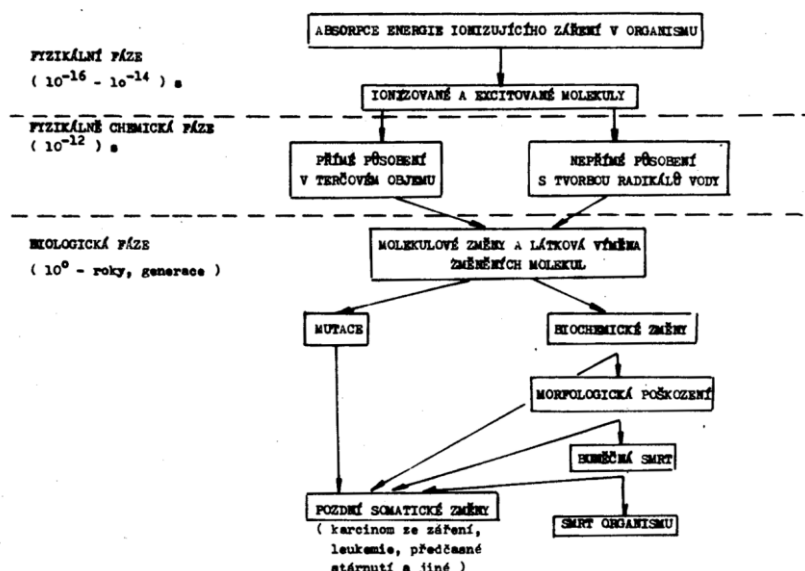 ABSORPCE ENERGIE IONIZUJÍCÍHO ZÁŘENÍ V ORGANISMU
FYZIKÁLNÍ FÁZE
( 10⁻¹⁶ - 1o⁻¹⁴ ) s
IONIZOVANÉ A EXCITOVANÉ MOLEKULY
FYZIKÁLNĚ CHEMICKÁ FÁZE
(10⁻¹²) s
PŘÍMÉ PŮSOBENÍ
V TERČOVÉM OBJEMU
NEPŘÍMÉ PŮSOBENÍ
S TVORBOU RADIKÁLŮ VODY
BIOLOGICKÁ FÁZE
( 10⁰ - roky, generace )
MOLEKULOVÉ ZMĚNY A LÁTKOVÁ VÝMĚNA
ZMĚNĚNÝCH MOLEKUL
MUTACE
BIOCHEMICKÉ ZMĚNY
MORFOLOGICKÁ POŠKOZENÍ
BUNĚČNÁ SMRT
POZDNÍ SOMATICKÉ ZMĚNY
( karcinom ze záření,
leukemie, předčasné
stárnutí a jiné )
SMRT ORGANISMU